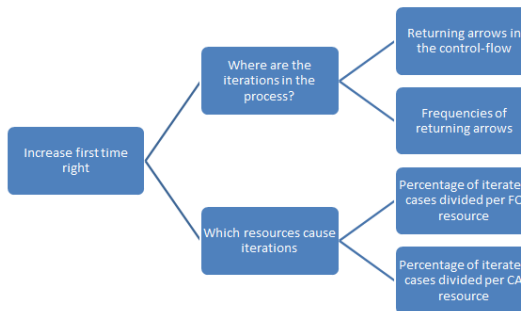 Increase first time
right
Where are the
iterations in the
process?
Which resources cause
iterations
Returning arrows in
the control-flow
Frequencies of
returning arrows
Percentage of iterate
cases divided per FO
resource
Percentage of iterate
cases divided per CA
resource